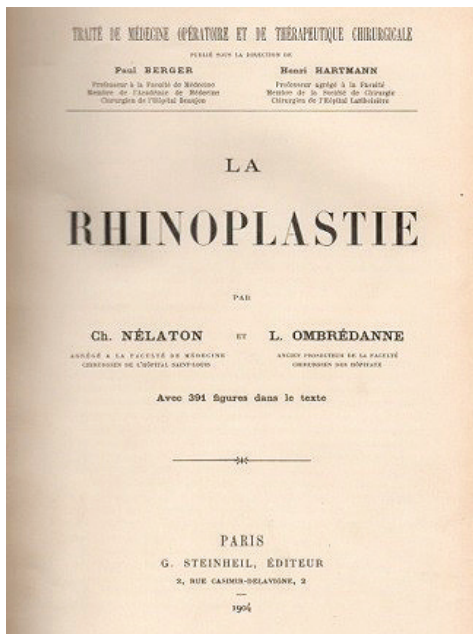 TRAITÉ DE MÉDECINE OPÉRATOIRE ET DE THÉRAPEUTIQUE CHIRURGICALE
PUBLIÉ SOUS LA DIRECTION DE
Paul BERGER
Professeur à la Faculté de Médecine
Membre de l'Académie de Médecine
Chirurgien de l'Hôpital Beaujon
Henri HARTMANN
Professeur agrégé à la Faculté
Membre de la Société de Chirurgie
Chirurgien de l'Hôpital Lariboisière
LA
RHINOPLASTIE
PAR
Ch. NÉLATON
AGRÉGÉ A LA FACULTÉ DE MÉDECINE
CHIRURGIEN DE L'HÔPITAL SAINT-LOUIS
ET
L. OMBRÉDANNE
ANCIEN PROSECTEUR DE LA FACULTÉ
CHIRURGIEN DES HÔPITAUX
Avec 391 figures dans le texte
PARIS
G. STEINHEIL, ÉDITEUR
2, RUE CASIMIR-DELAVIGNE, 2
1904